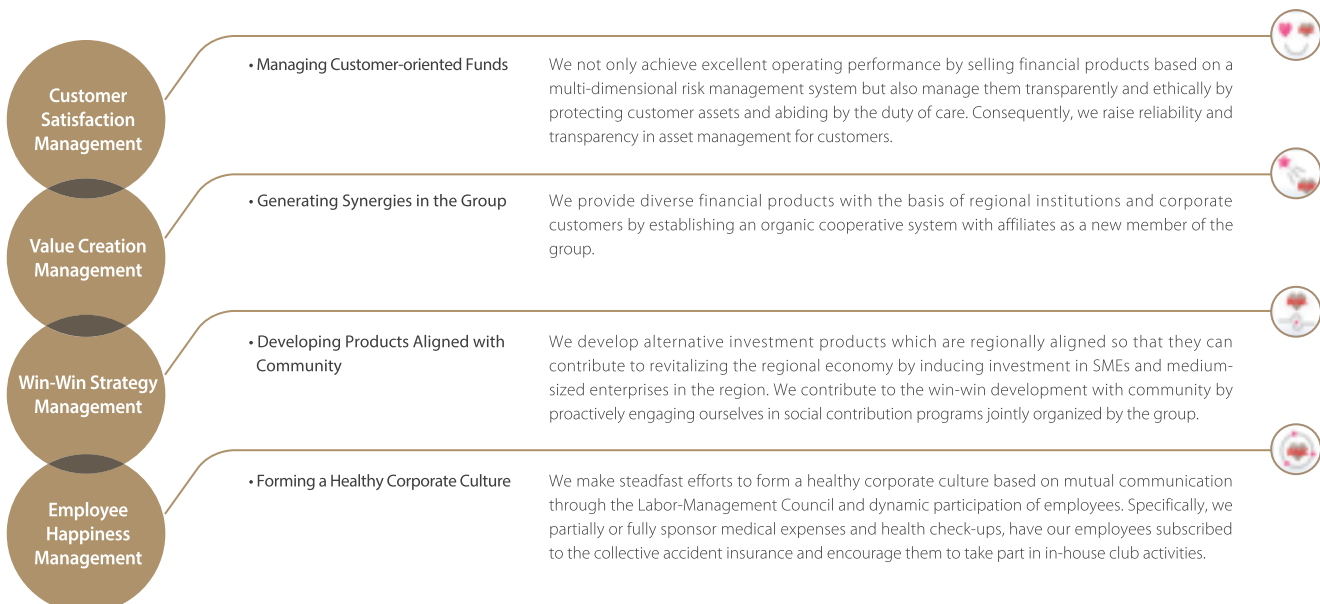 Customer
Satisfaction
Management
• Managing Customer-oriented Funds
We not only achieve excellent operating performance by selling financial products based on a
multi-dimensional risk management system but also manage them transparently and ethically by
protecting customer assets and abiding by the duty of care. Consequently, we raise reliability and
transparency in asset management for customers.
Value Creation
Management
• Generating Synergies in the Group
We provide diverse financial products with the basis of regional institutions and corporate
customers by establishing an organic cooperative system with affiliates as a new member of the
group.
Win-Win Strategy
Management
• Developing Products Aligned with
Community
We develop alternative investment products which are regionally aligned so that they can
contribute to revitalizing the regional economy by inducing investment in SMEs and medium-
sized enterprises in the region. We contribute to the win-win development with community by
proactively engaging ourselves in social contribution programs jointly organized by the group.
Employee
Happiness
Management
• Forming a Healthy Corporate Culture
We make steadfast efforts to form a healthy corporate culture based on mutual communication
through the Labor-Management Council and dynamic participation of employees. Specifically, we
partially or fully sponsor medical expenses and health check-ups, have our employees subscribed
to the collective accident insurance and encourage them to take part in in-house club activities.